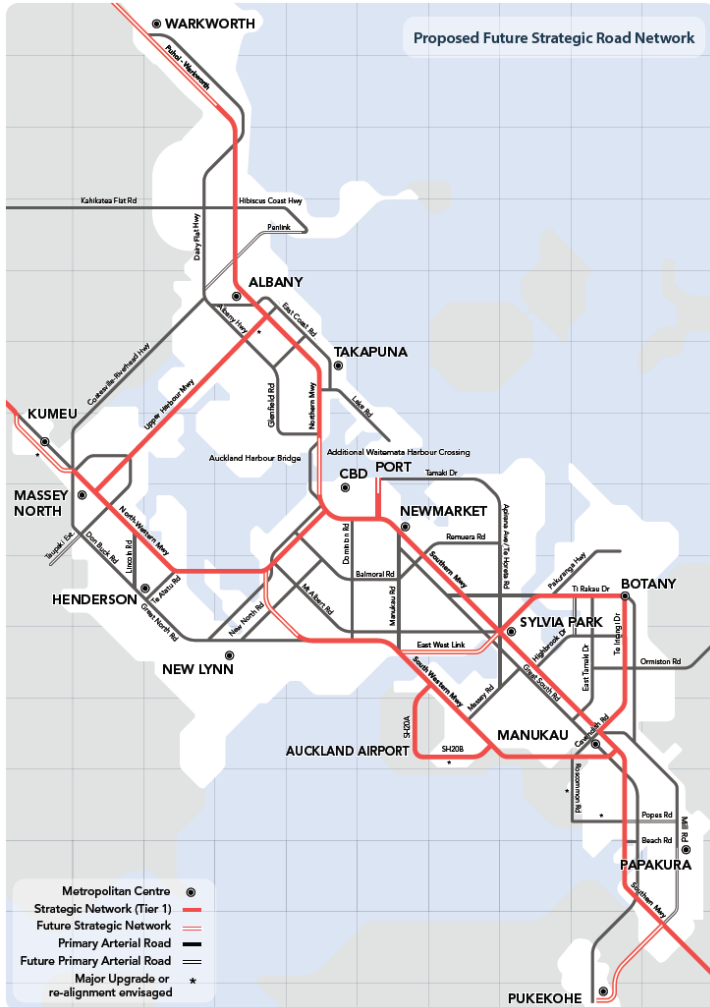 WARKWORTH
Proposed Future Strategic Road Network
Puhoi - Warkworth
Kahikatea Flat Rd
Hibiscus Coast Hwy
Penlink
Dairy Flat Hwy
ALBANY
Albany Hwy
*
East Coast Rd
TAKAPUNA
Coatesville-Riverhead Hwy
Upper Harbour Mwy
Glenfield Rd
Northern Mwy
Lake Rd
KUMEU
*
Auckland Harbour Bridge
Additional Waitemata Harbour Crossing
CBD
PORT
Tamaki Dr
MASSEY
NORTH
North Western Mwy
NEWMARKET
Don Buck Rd
Lincoln Rd
Dominion Rd
Remuera Rd
Southern Mwy
Pakuranga Hwy
HENDERSON
Te Atatu Rd
Balmoral Rd
Manukau Rd
Mt Albert Rd
New North Rd
Great North Rd
Ti Rakau Dr
BOTANY
Te Irirangi Dr
SYLVIA PARK
East West Link
Highbrook Dr
NEW LYNN
Great South Rd
East Tamaki Dr
Ormiston Rd
South Western Mwy
Massey Rd
SH20A
MANUKAU
Cavendish Rd
AUCKLAND AIRPORT
SH20B
*
Roscommon Rd
*
*
Popes Rd
Mill Rd
Beach Rd
PAPAKURA
Southern Mwy
PUKEKOHE
Metropolitan Centre
Strategic Network (Tier 1)
Future Strategic Network
Primary Arterial Road
Future Primary Arterial Road
Major Upgrade or
re-alignment envisaged
*